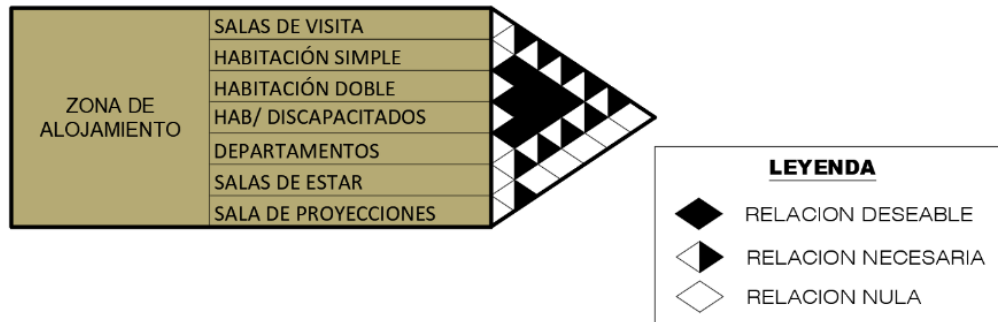 SALAS DE VISITA
HABITACIÓN SIMPLE
HABITACIÓN DOBLE
ZONA DE
ALOJAMIENTO
HAB/ DISCAPACITADOS
DEPARTAMENTOS
SALAS DE ESTAR
SALA DE PROYECCIONES
LEYENDA
RELACION DESEABLE
RELACION NECESARIA
RELACION NULA